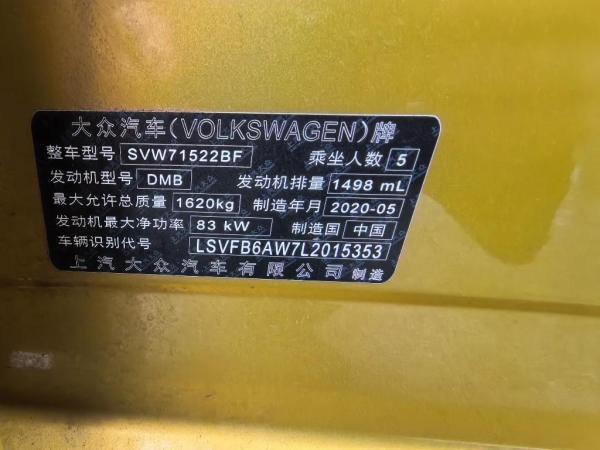 大众汽车(VOLKSWAGEN)牌
整车型号 SVW71522BF 乘坐人数 5
发动机型号 DMB 发动机排量 1498 mL
最大允许总质量 1620kg 制造年月 2020-05
发动机最大净功率 83 kW 制造国 中国
车辆识别代号 LSVFB6AW7L2015353
上汽大众汽车有限公司 制造